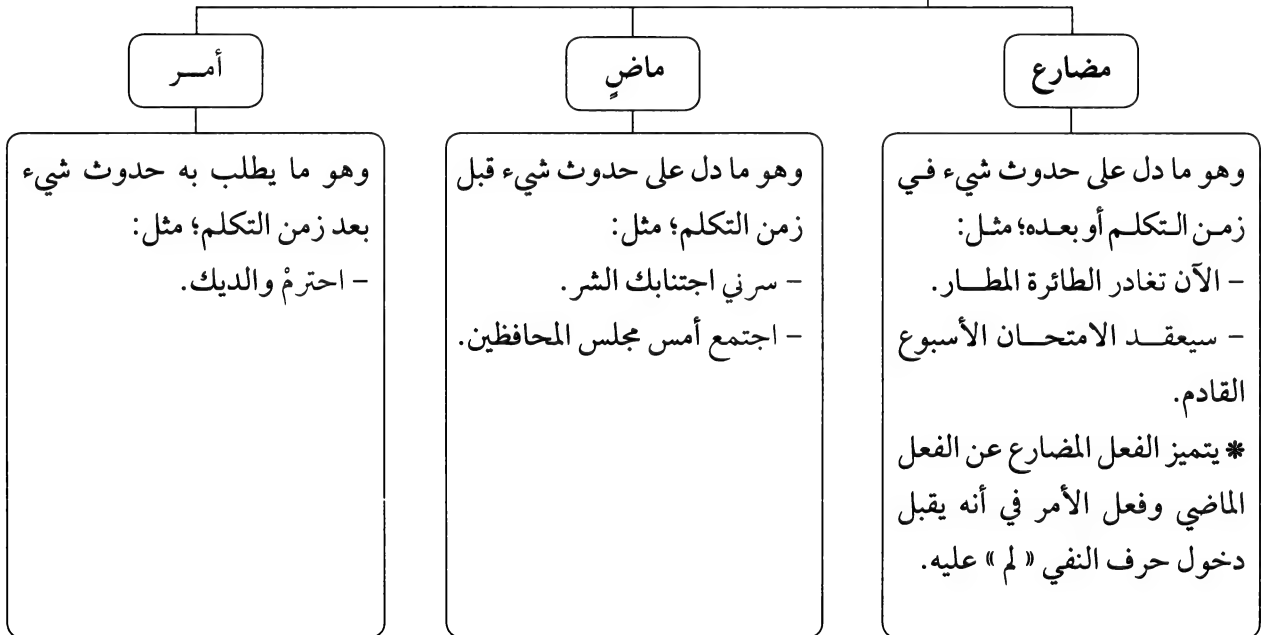 مضارع
وهو ما دل على حدوث شيء في
زمن التكلم أو بعده؛ مثل:
– الآن تغادر الطائرة المطار.
– سيعقد الامتحان الأسبوع
القادم.
* يتميز الفعل المضارع عن الفعل
الماضي وفعل الأمر في أنه يقبل
دخول حرف النفي « لم » عليه.
ماضٍ
وهو ما دل على حدوث شيء قبل
زمن التكلم؛ مثل:
– سرني اجتنابك الشر.
– اجتمع أمس مجلس المحافظين.
أمر
وهو ما يطلب به حدوث شيء
بعد زمن التكلم؛ مثل:
– احترمْ والديك.